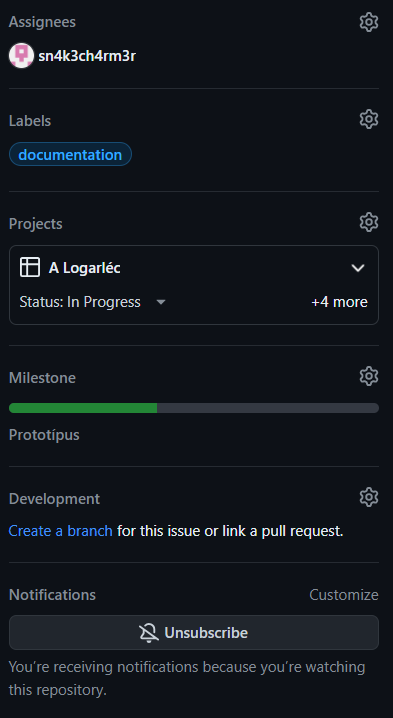 Assignees
sn4k3ch4rm3r
Labels
documentation
Projects
A Logarléc
Status: In Progress
+4 more
Milestone
Prototípus
Development
Create a branch for this issue or link a pull request.
Notifications
Customize
Unsubscribe
You’re receiving notifications because you’re watching
this repository.